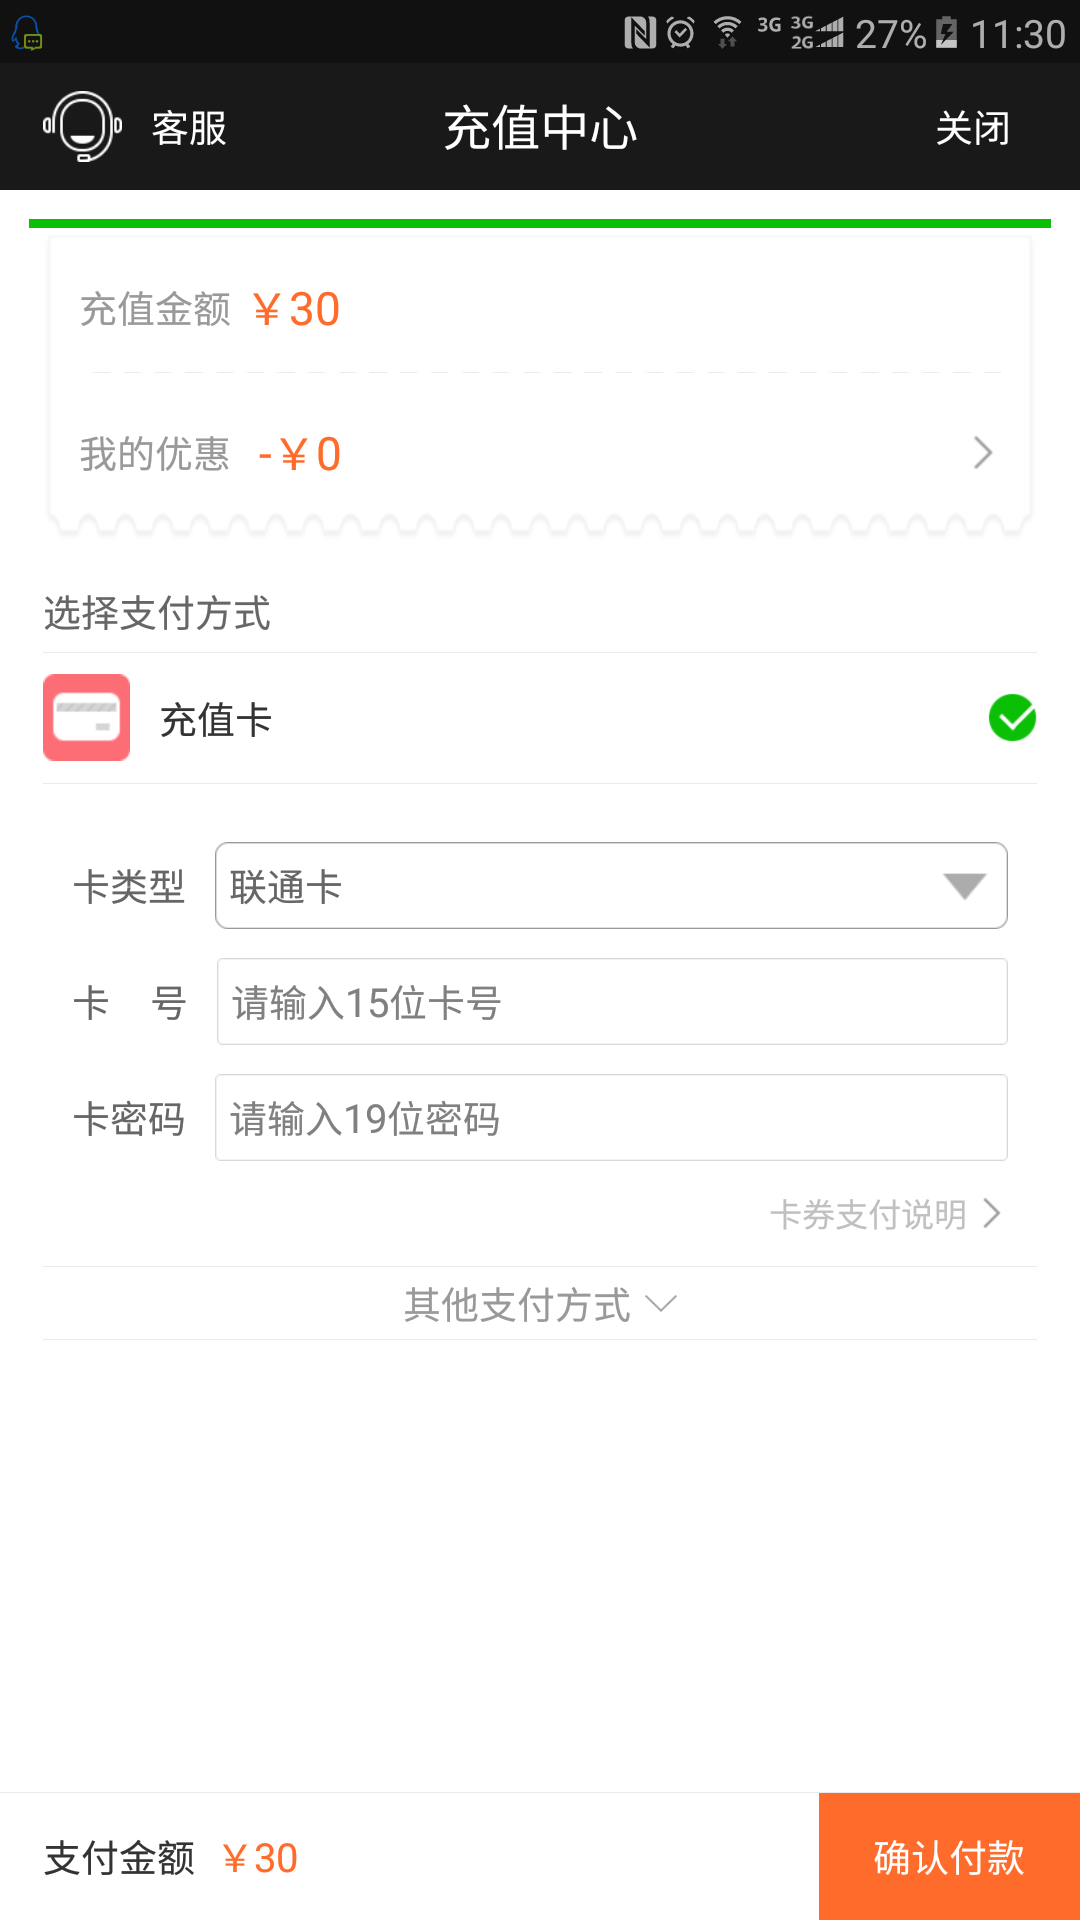 3G 3G 2G 27% 11:30
客服 充值中心 关闭
充值金额 ¥30
我的优惠 -¥0
选择支付方式
充值卡
卡类型 联通卡
卡 号 请输入15位卡号
卡密码 请输入19位密码
卡券支付说明
其他支付方式
支付金额 ¥30 确认付款